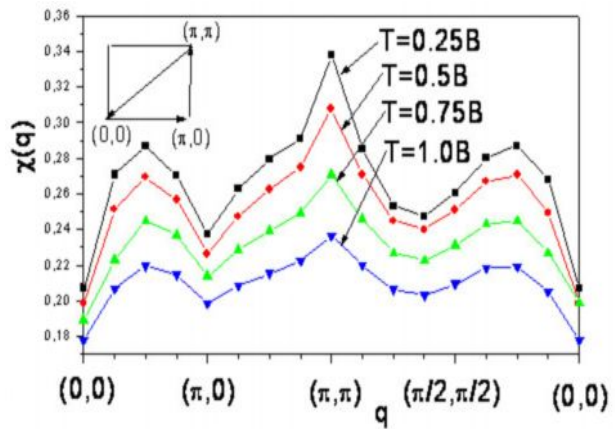 0,36
0,34
0,32
0,30
0,28
0,26
0,24
0,22
0,20
0,18
χ(q)
(π,π)
(0,0)
(π,0)
T=0.25B
T=0.5B
T=0.75B
T=1.0B
(0,0)
(π,0)
(π,π)
(π/2,π/2)
(0,0)
q